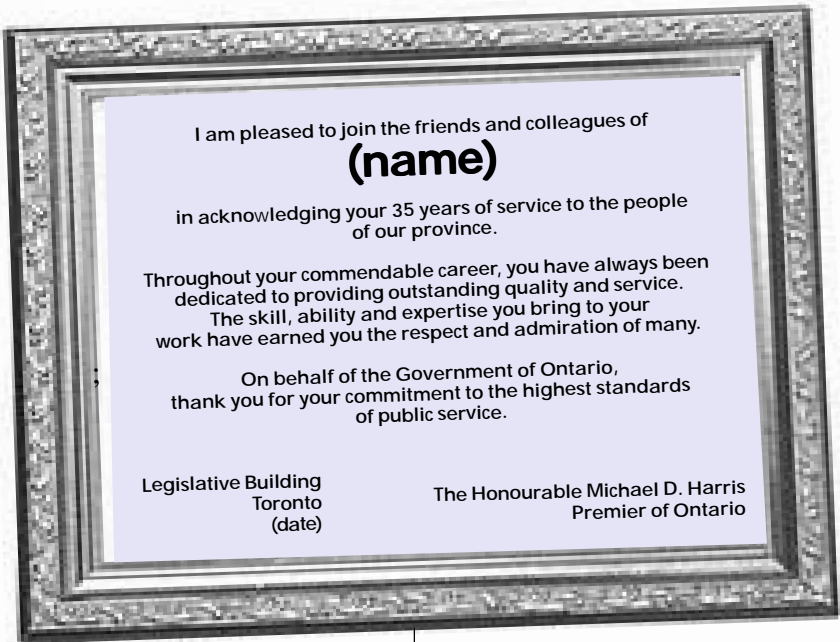 I am pleased to join the friends and colleagues of
(name)
in acknowledging your 35 years of service to the people
of our province.
Throughout your commendable career, you have always been
dedicated to providing outstanding quality and service.
The skill, ability and expertise you bring to your
work have earned you the respect and admiration of many.
;
On behalf of the Government of Ontario,
thank you for your commitment to the highest standards
of public service.
Legislative Building
Toronto
(date)
The Honourable Michael D. Harris
Premier of Ontario